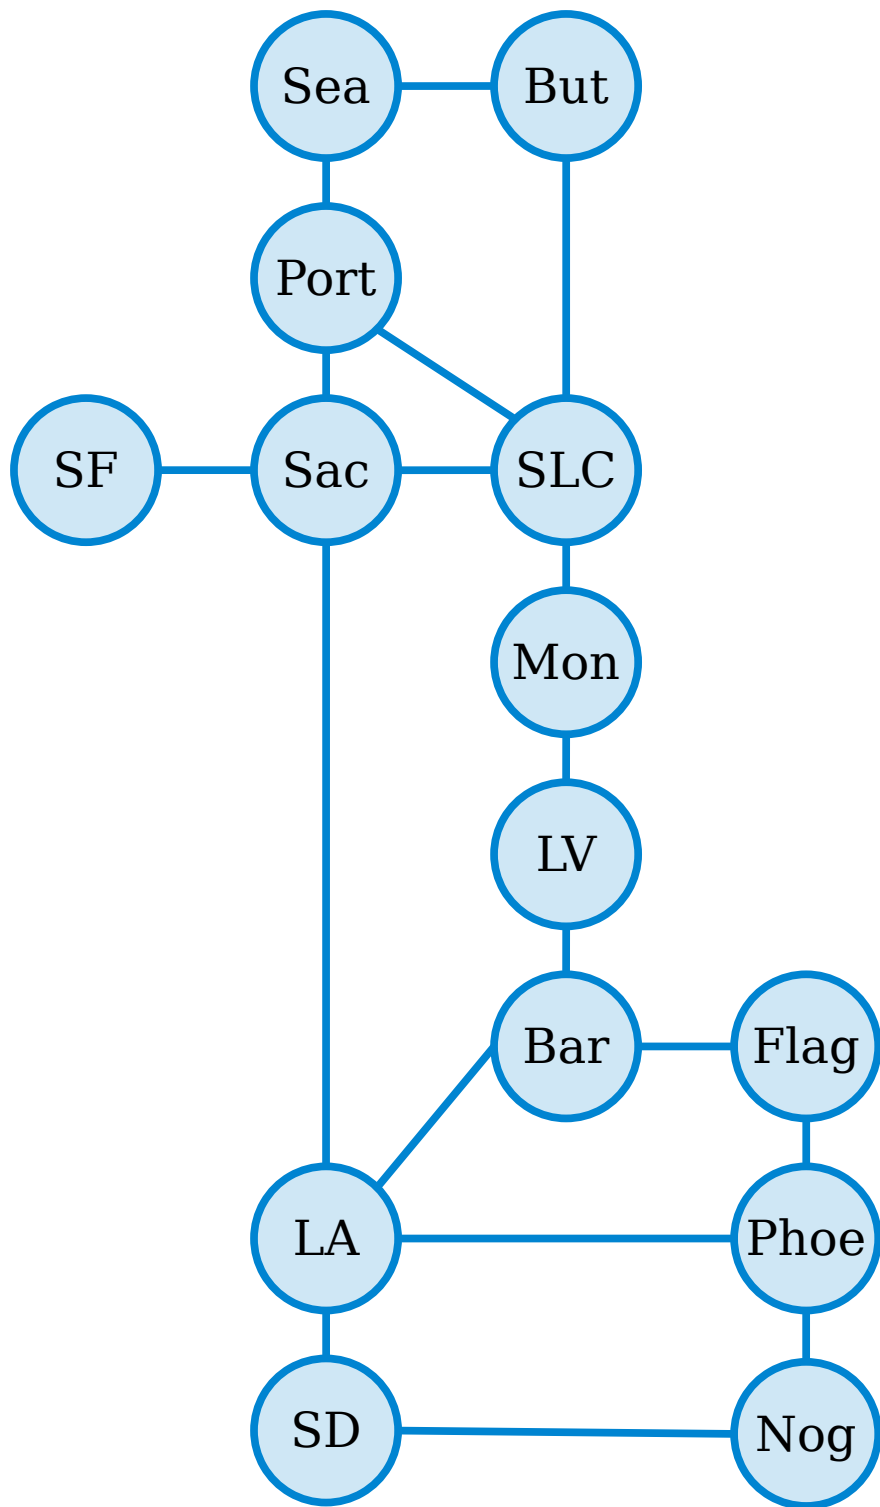 Sea But
Port
SF Sac SLC
Mon
LV
Bar Flag
LA Phoe
SD Nog